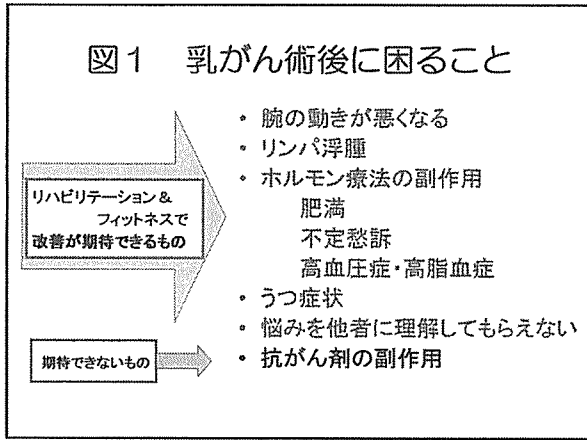 図1 乳がん術後に困ること
・腕の動きが悪くなる
・リンパ浮腫
・ホルモン療法の副作用
肥満
不定愁訴
高血圧症・高脂血症
・うつ症状
・悩みを他者に理解してもらえない
・抗がん剤の副作用
リハビリテーション&
フィットネスで
改善が期待できるもの
期待できないもの